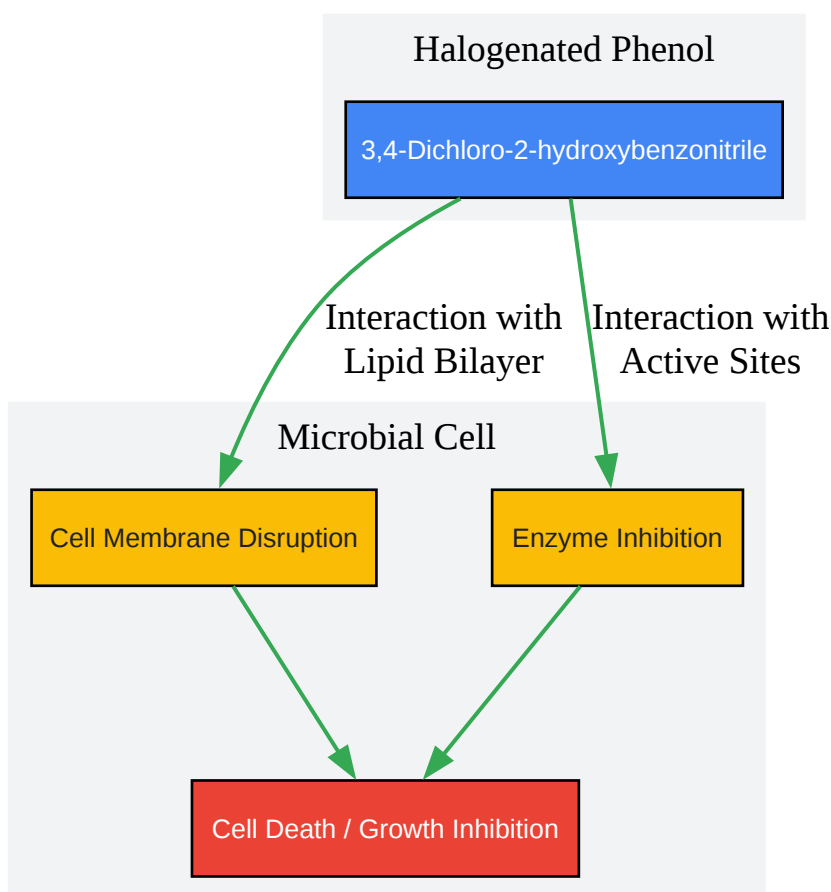 Halogenated Phenol
3,4-Dichloro-2-hydroxybenzonitrile
Interaction with
Lipid Bilayer
Interaction with
Active Sites
Microbial Cell
Cell Membrane Disruption
Enzyme Inhibition
Cell Death / Growth Inhibition